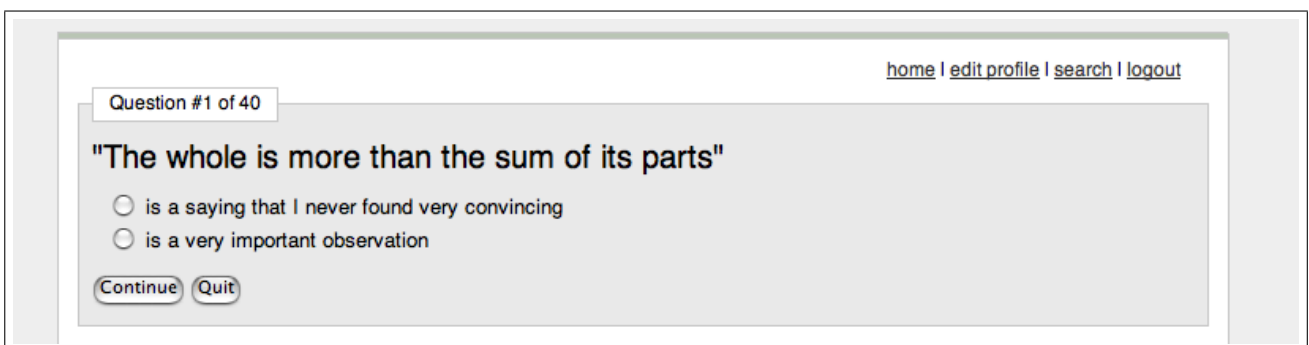 home | edit profile | search | logout
Question #1 of 40
"The whole is more than the sum of its parts"
is a saying that I never found very convincing
is a very important observation
Continue Quit